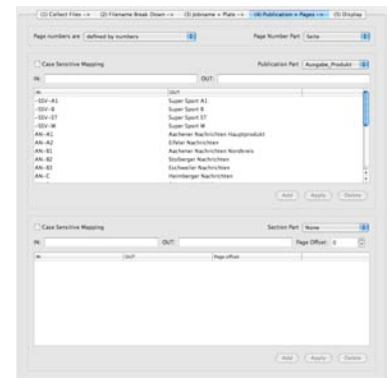 (1) Collect Files --> (2) Filename Break Down --> (3) Jobname + Plate --> (4) Publication + Pages --> (5) Display
Page numbers are defined by numbers Page Number Part Seite
Case Sensitive Mapping Publication Part Ausgabe_Produkt
IN: OUT:
IN OUT
-SSV-A1 Super Sport A1
-SSV-B Super Sport B
-SSV-ST Super Sport ST
-SSV-W Super Sport W
AN-A1 Aachener Nachrichten Hauptprodukt
AN-A2 Eifeler Nachrichten
AN-B1 Aachener Nachrichten Nordkreis
AN-B2 Stolberger Nachrichten
AN-B3 Eschweiler Nachrichten
AN-C Heimberger Nachrichten
Add Apply Delete
Case Sensitive Mapping Section Part None
IN: OUT: Page Offset: 0
IN OUT Page offset
Add Apply Delete